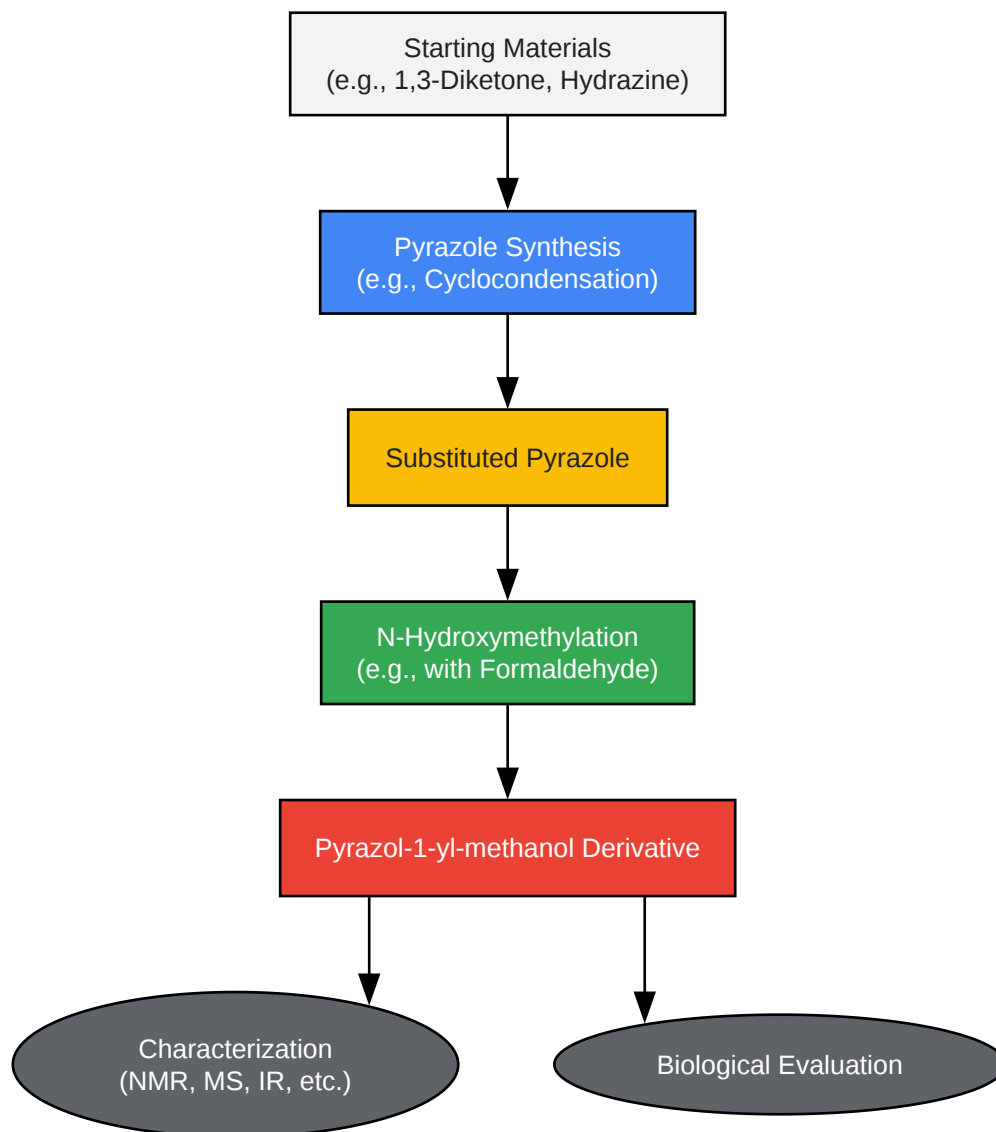 Starting Materials
(e.g., 1,3-Diketone, Hydrazine)
Pyrazole Synthesis
(e.g., Cyclocondensation)
Substituted Pyrazole
N-Hydroxymethylation
(e.g., with Formaldehyde)
Pyrazol-1-yl-methanol Derivative
Characterization
(NMR, MS, IR, etc.)
Biological Evaluation